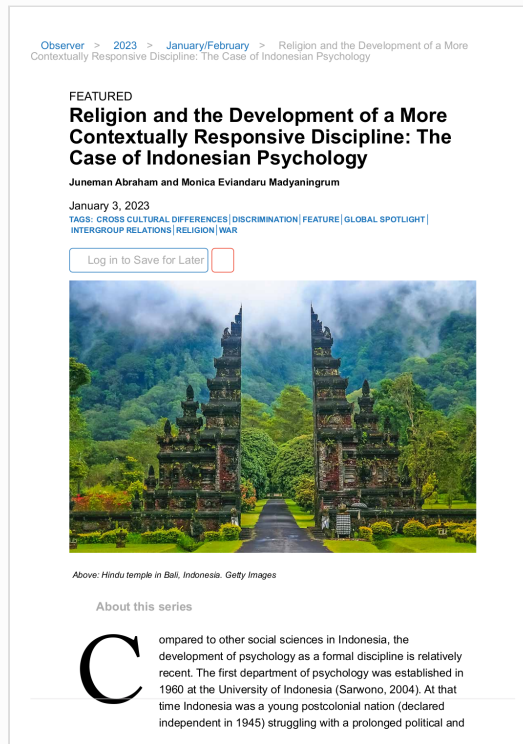 Observer > 2023 > January/February > Religion and the Development of a More
Contextually Responsive Discipline: The Case of Indonesian Psychology
FEATURED
Religion and the Development of a More
Contextually Responsive Discipline: The
Case of Indonesian Psychology
Juneman Abraham and Monica Eviandaru Madyaningrum
January 3, 2023
TAGS: CROSS CULTURAL DIFFERENCES | DISCRIMINATION | FEATURE | GLOBAL SPOTLIGHT |
INTERGROUP RELATIONS | RELIGION | WAR
Log in to Save for Later
Above: Hindu temple in Bali, Indonesia. Getty Images
About this series
Compared to other social sciences in Indonesia, the
development of psychology as a formal discipline is relatively
recent. The first department of psychology was established in
1960 at the University of Indonesia (Sarwono, 2004). At that
time Indonesia was a young postcolonial nation (declared
independent in 1945) struggling with a prolonged political and